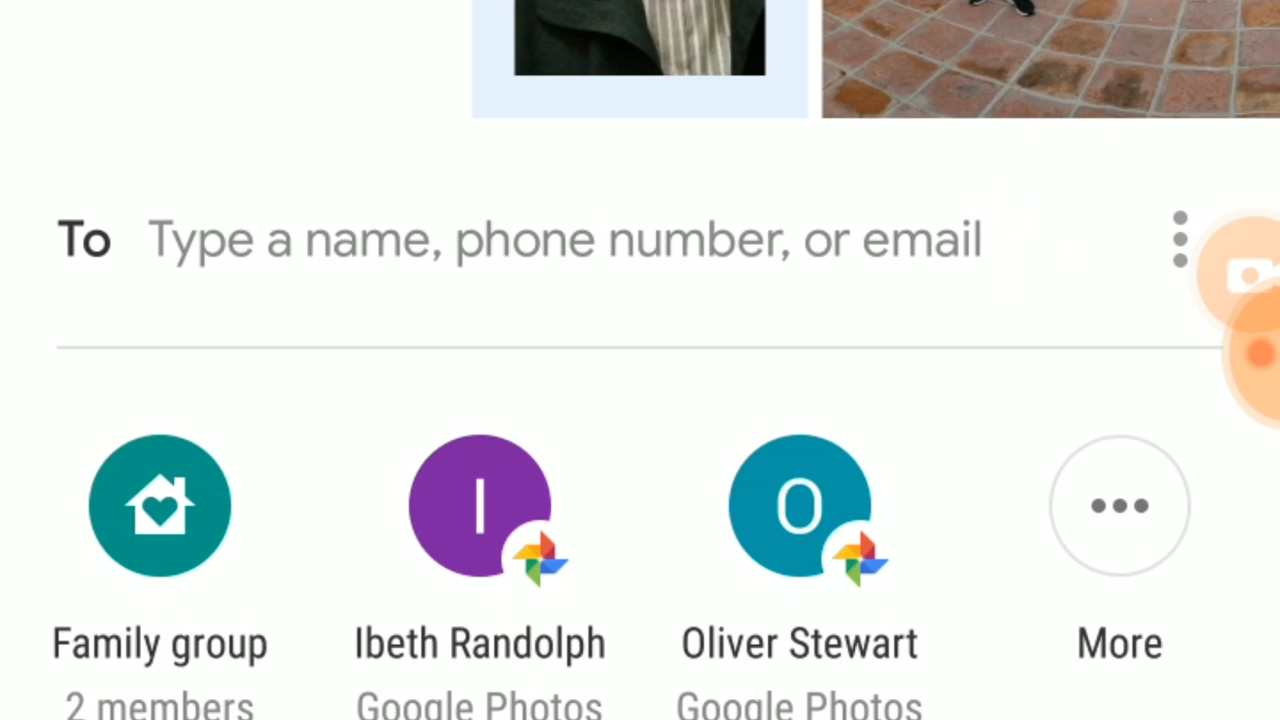 To Type a name, phone number, or email
I O
Family group Ibeth Randolph Oliver Stewart More
2 members Google Photos Google Photos